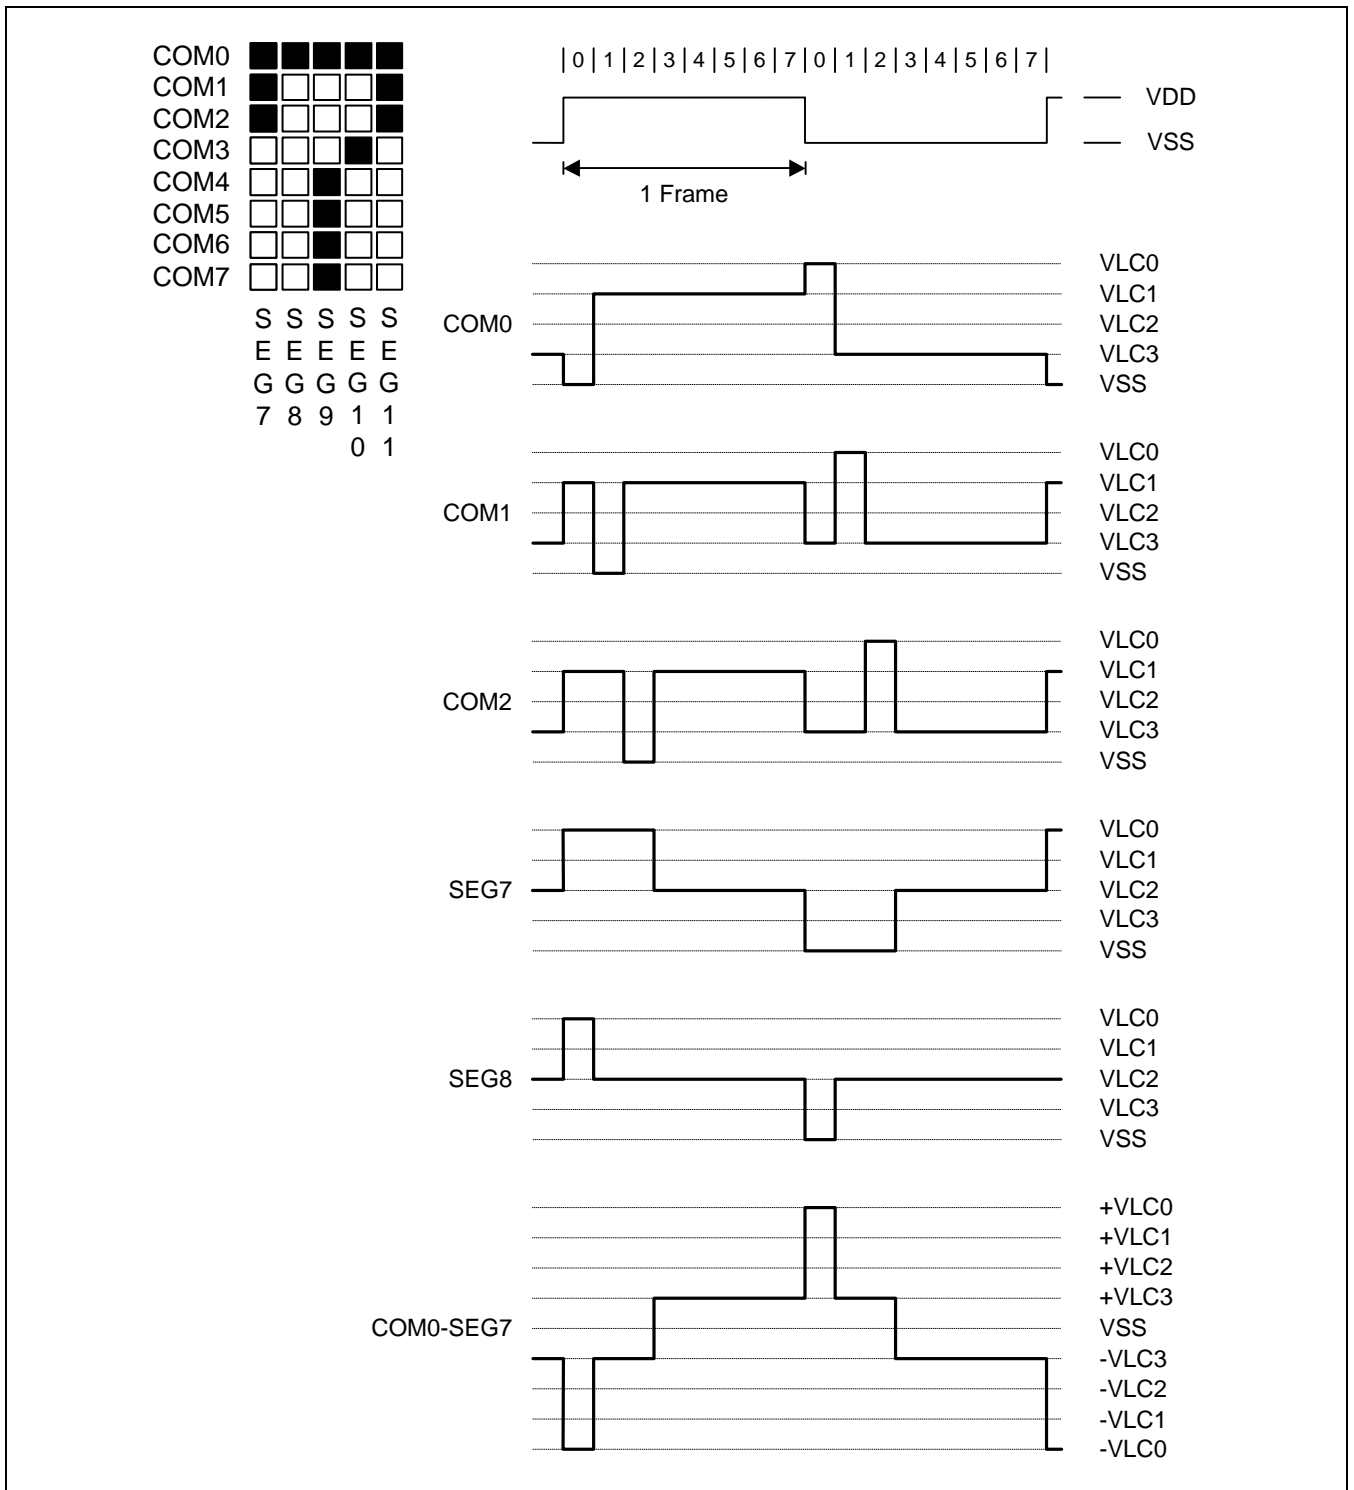 COM0
COM1
COM2
COM3
COM4
COM5
COM6
COM7
S S S S S
E E E E E
G G G G G
7 8 9 1 1
0 1
|0|1|2|3|4|5|6|7|0|1|2|3|4|5|6|7|
VDD
VSS
1 Frame
COM0
VLC0
VLC1
VLC2
VLC3
VSS
COM1
VLC0
VLC1
VLC2
VLC3
VSS
COM2
VLC0
VLC1
VLC2
VLC3
VSS
SEG7
VLC0
VLC1
VLC2
VLC3
VSS
SEG8
VLC0
VLC1
VLC2
VLC3
VSS
COM0-SEG7
+VLC0
+VLC1
+VLC2
+VLC3
VSS
-VLC3
-VLC2
-VLC1
-VLC0